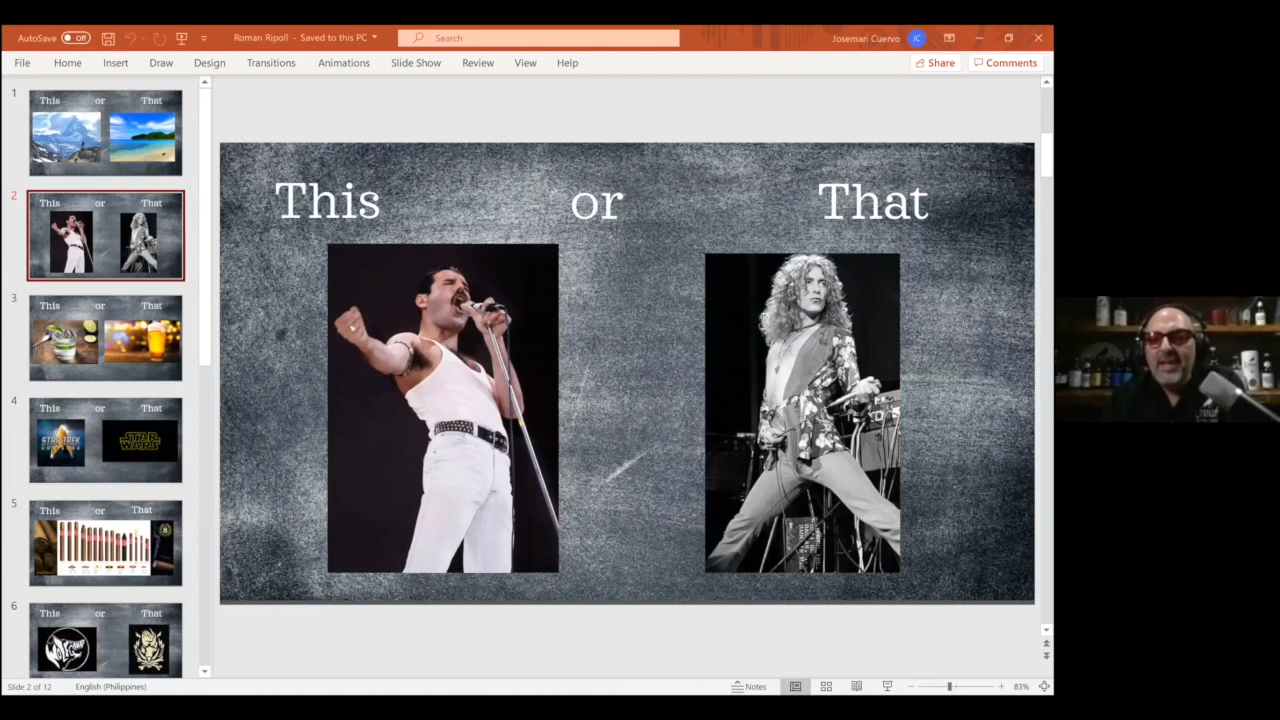 AutoSave Off Roman Ripoll - Saved to this PC Search Josemari Cuervo JC
File Home Insert Draw Design Transitions Animations Slide Show Review View Help Share Comments
1
This or That
2
This or That
3
This or That
4
This or That
STAR TREK
STAR WARS
5
This or That
6
This or That
This or That
Slide 2 of 12 English (Philippines) Notes 83%